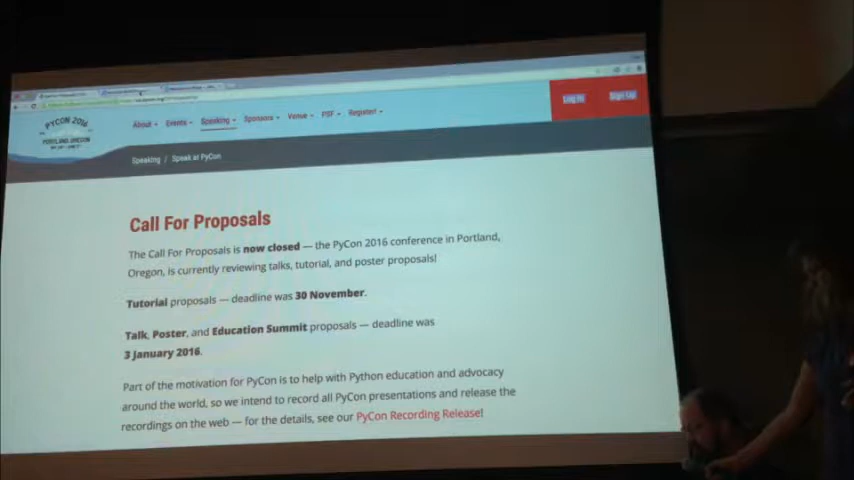 PYCON 2016
PORTLAND OREGON
About Events Speaking Sponsors Venue PSF Register
Log In Sign Up
Speaking / Speak at PyCon
Call For Proposals
The Call For Proposals is now closed — the PyCon 2016 conference in Portland,
Oregon, is currently reviewing talks, tutorial, and poster proposals!
Tutorial proposals — deadline was 30 November.
Talk, Poster, and Education Summit proposals — deadline was
3 January 2016.
Part of the motivation for PyCon is to help with Python education and advocacy
around the world, so we intend to record all PyCon presentations and release the
recordings on the web — for the details, see our PyCon Recording Release!